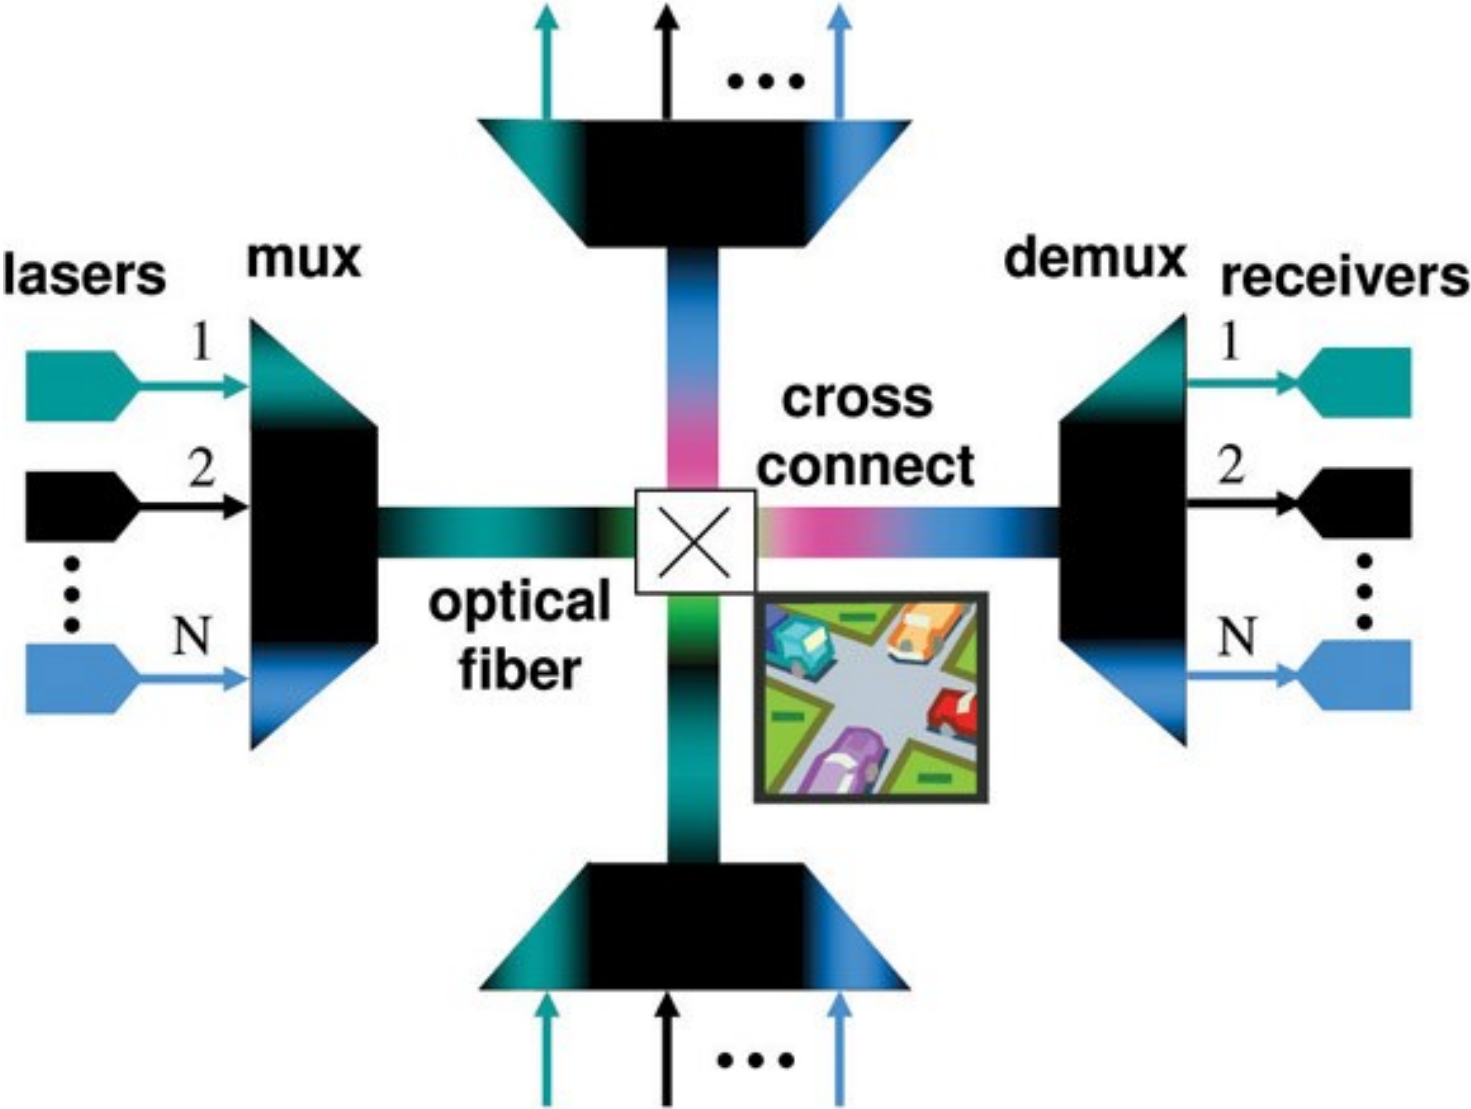 lasers
mux
demux
receivers
1
2
N
1
2
N
cross
connect
optical
fiber